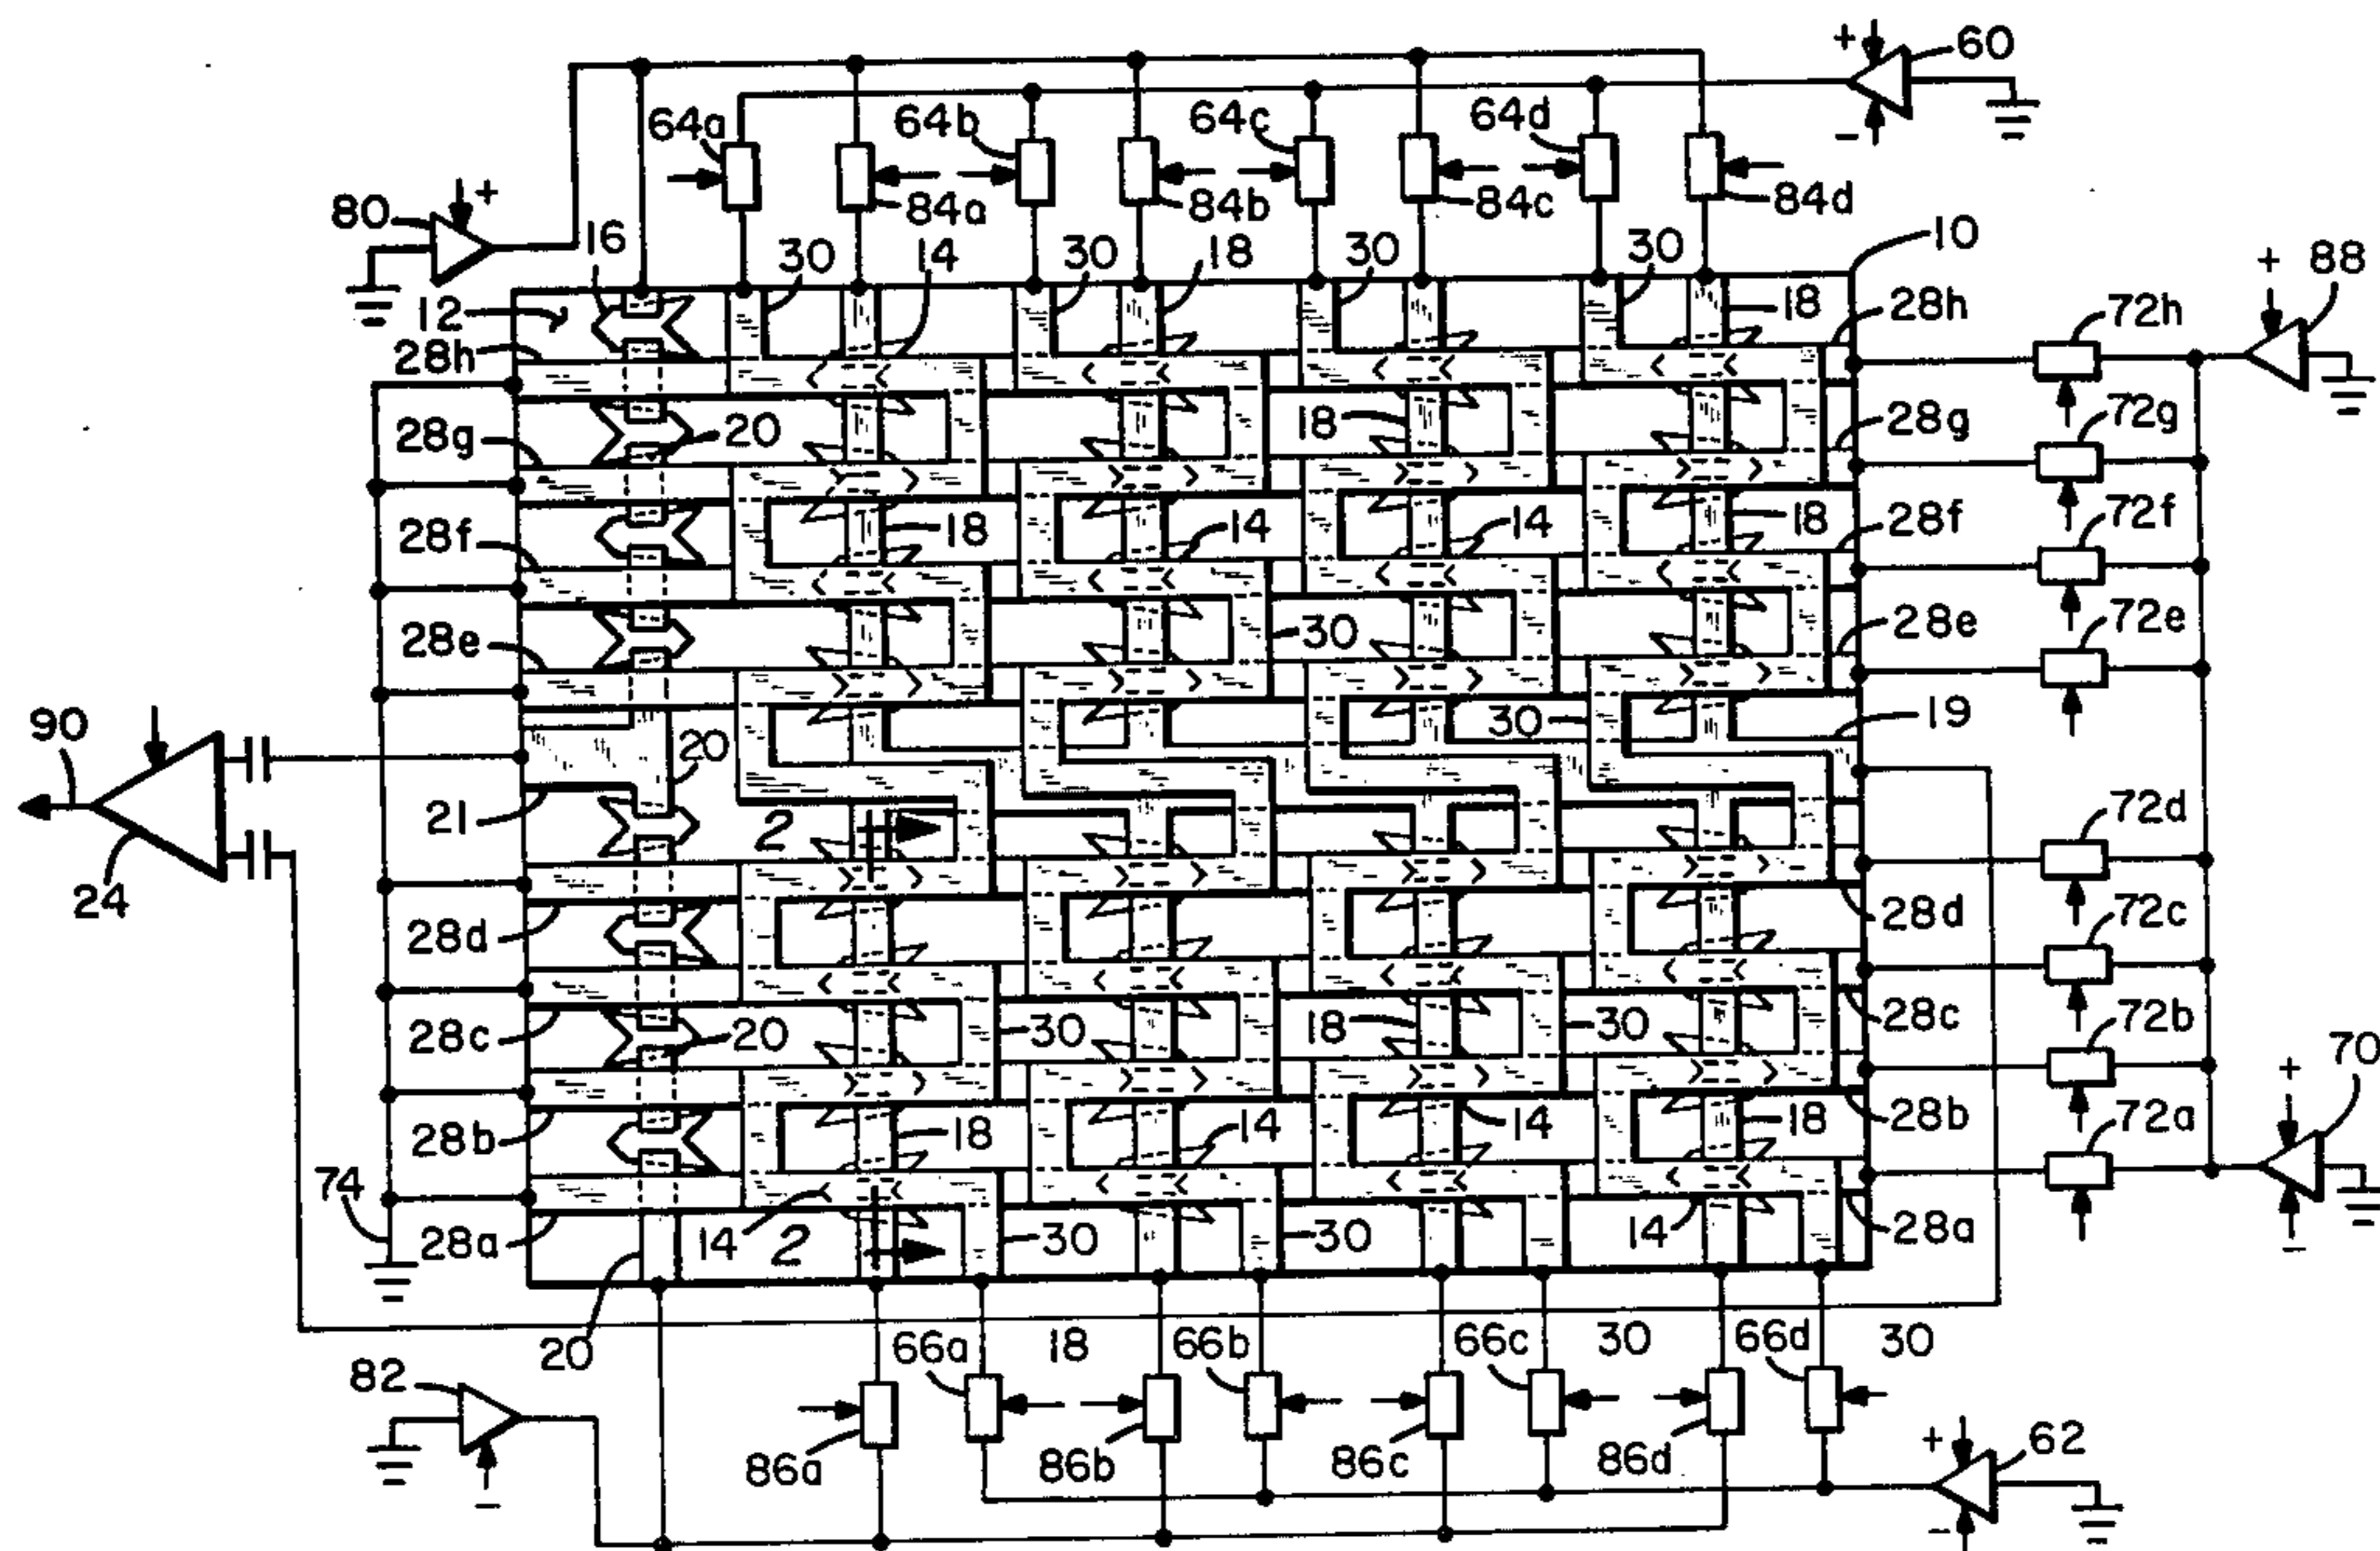 + 60
64a 64b 64c 64d
−
84a 84b 84c 84d
80 +
16 30 14 30 18 30 30 10
12 18 28h + 88
28h 72h
28g 20 18 28g 72g
28f 18 14 14 18 28f 72f
28e 30 28e 72e
90 20 30 19
21 2 72d
24
28d 28d 72c
28c 20 30 18 30 28c 72b
+ 70
28b 18 14 14 18 28b 72a
74
28a 14 2 30 30 14 28a
−
20 66a 18 66b 66c 30 66d 30
82
−
86a 86b 86c 86d + 62
−